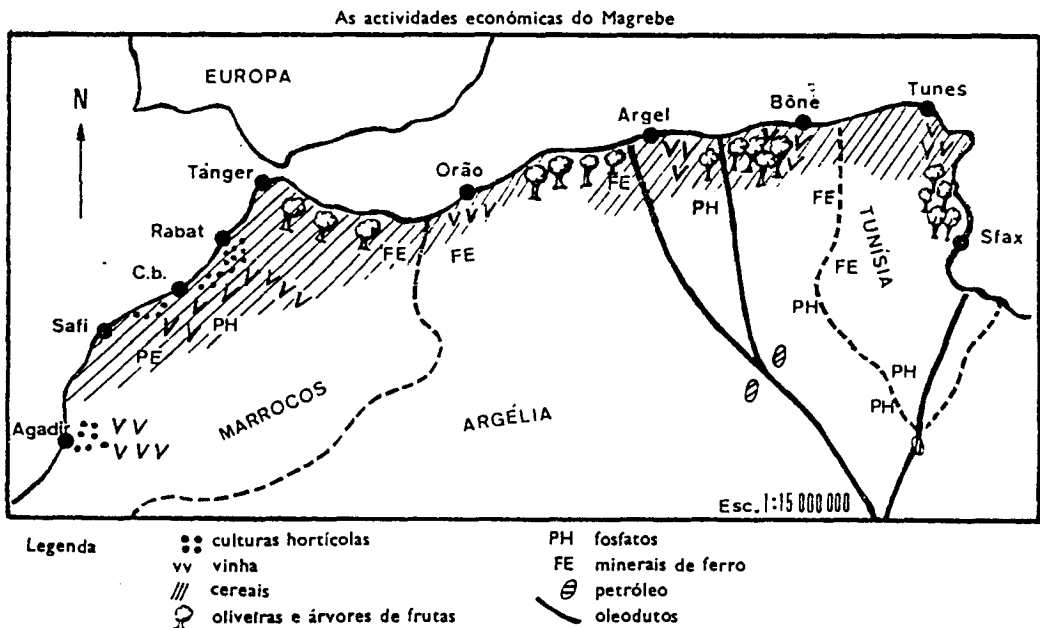 As actividades económicas do Magrebe
EUROPA
N
Tunes
Bône
Argel
Tánger
Orão
FE
PH
FE
TUNÍSIA
Rabat
FE
FE
FE
Sfax
C.b.
PH
Safi
PH
PE
PH
PH
MARROCOS
ARGÉLIA
Agadir
Esc. 1:15 000 000
Legenda
culturas hortícolas
vv vinha
cereais
oliveiras e árvores de frutas
PH fosfatos
FE minerais de ferro
petróleo
oleodutos